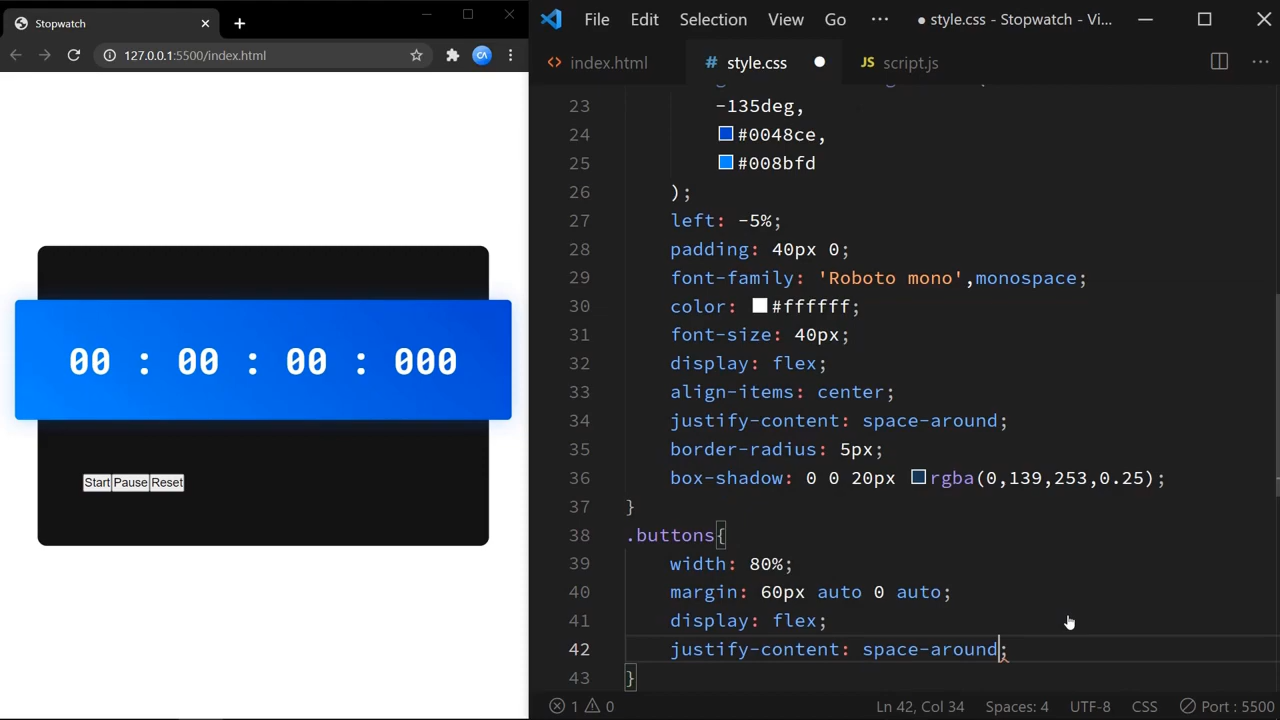 Stopwatch
127.0.0.1:5500/index.html
00 : 00 : 00 : 000
Start Pause Reset
File Edit Selection View Go ··· ● style.css - Stopwatch - Vi...
<> index.html # style.css ● JS script.js ···
23 -135deg,
24 #0048ce,
25 #008bfd
26 );
27 left: -5%;
28 padding: 40px 0;
29 font-family: 'Roboto mono',monospace;
30 color: #ffffff;
31 font-size: 40px;
32 display: flex;
33 align-items: center;
34 justify-content: space-around;
35 border-radius: 5px;
36 box-shadow: 0 0 20px rgba(0,139,253,0.25);
37 }
38 .buttons{
39 width: 80%;
40 margin: 60px auto 0 auto;
41 display: flex;
42 justify-content: space-around;
43 }
1 0 Ln 42, Col 34 Spaces: 4 UTF-8 CSS Port : 5500